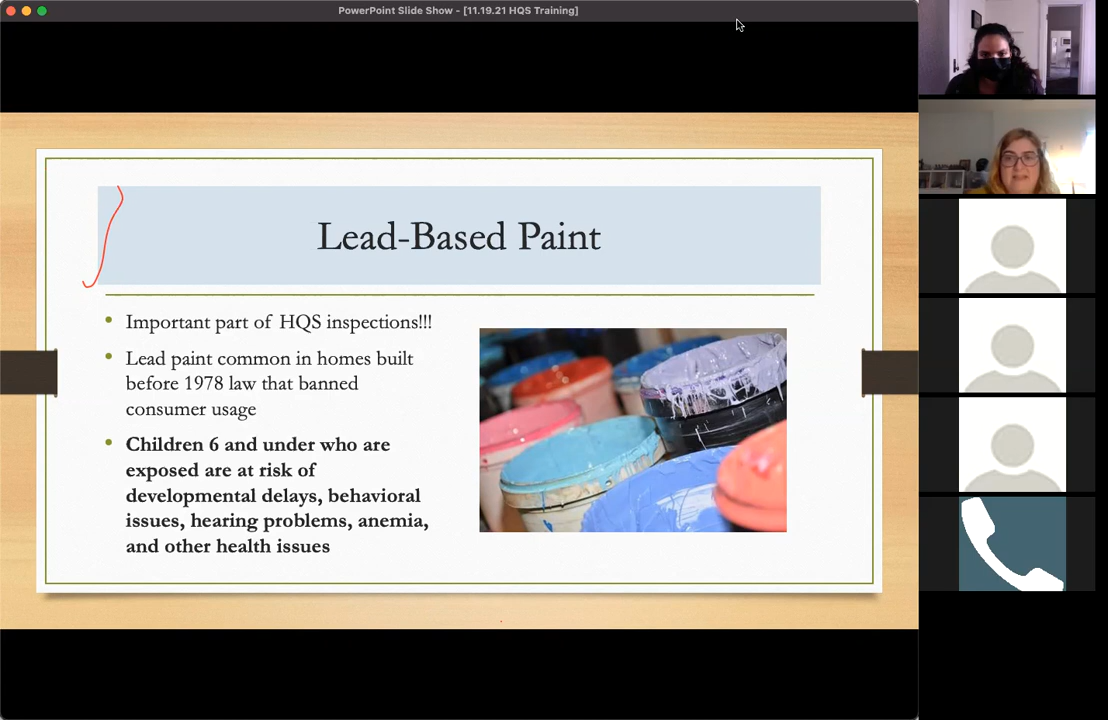 PowerPoint Slide Show - [11.19.21 HQS Training]
Lead-Based Paint
Important part of HQS inspections!!!
Lead paint common in homes built
before 1978 law that banned
consumer usage
Children 6 and under who are
exposed are at risk of
developmental delays, behavioral
issues, hearing problems, anemia,
and other health issues